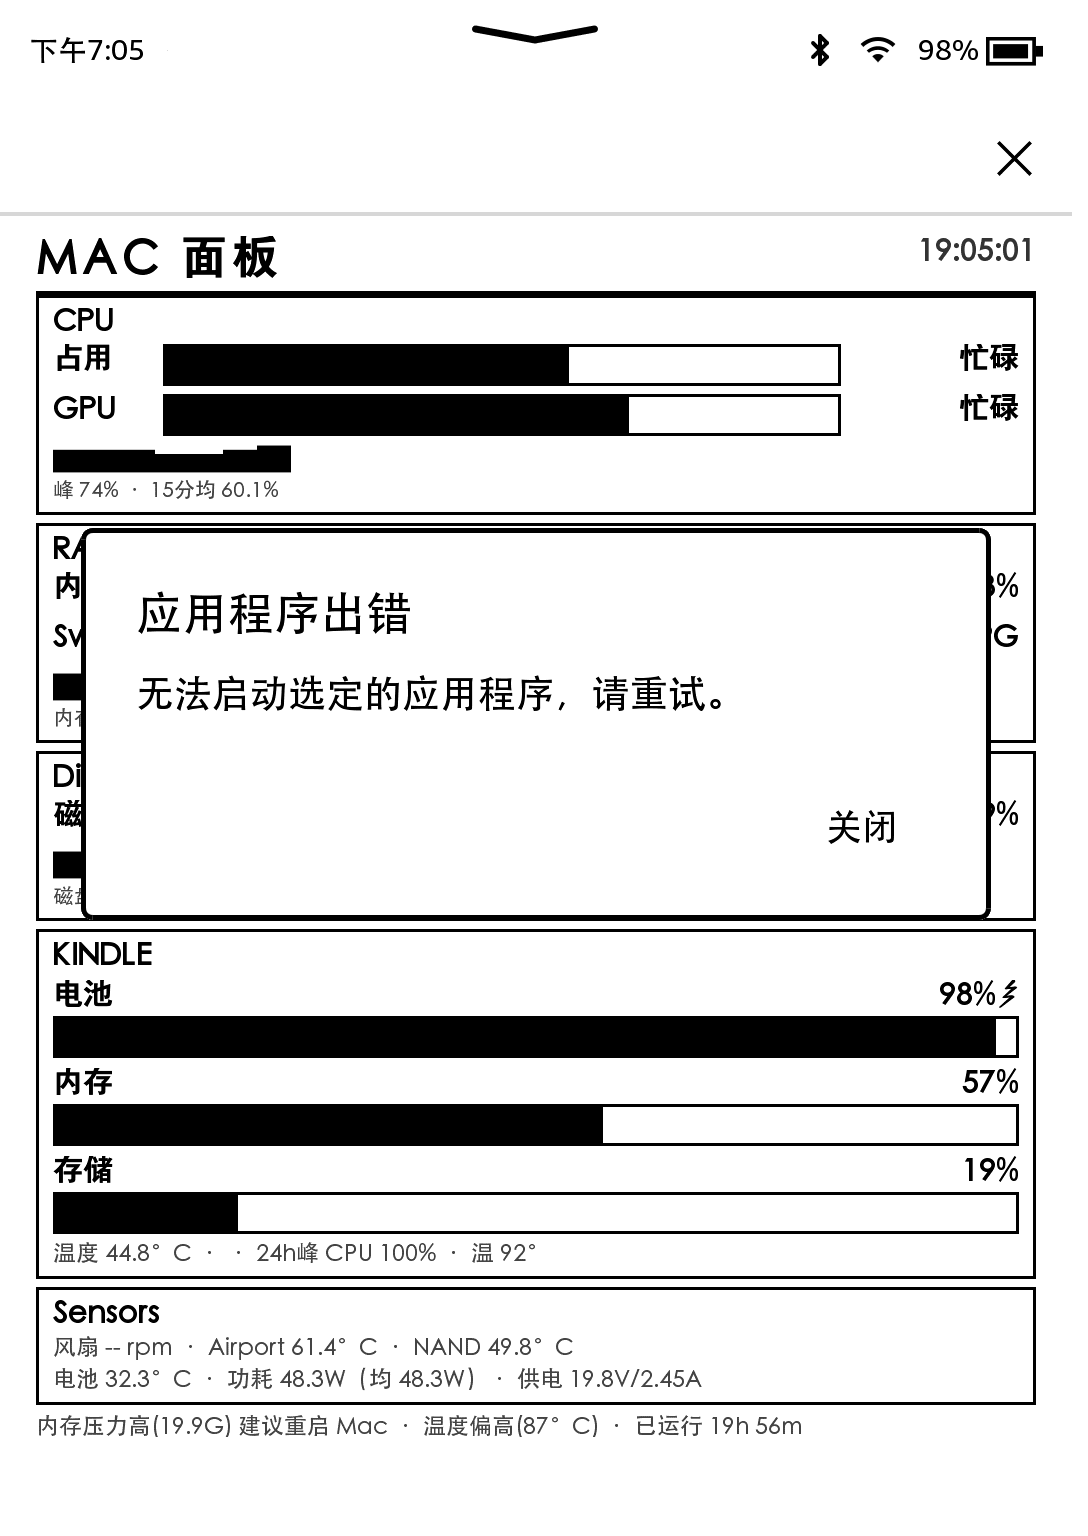 下午7:05
98%
MAC 面板
19:05:01
CPU
占用 忙碌
GPU 忙碌
峰 74% · 15分均 60.1%
应用程序出错
无法启动选定的应用程序，请重试。
关闭
KINDLE
电池 98%
内存 57%
存储 19%
温度 44.8° C · · 24h峰 CPU 100% · 温 92°
Sensors
风扇 -- rpm · Airport 61.4° C · NAND 49.8° C
电池 32.3° C · 功耗 48.3W (均 48.3W) · 供电 19.8V/2.45A
内存压力高(19.9G) 建议重启 Mac · 温度偏高(87° C) · 已运行 19h 56m